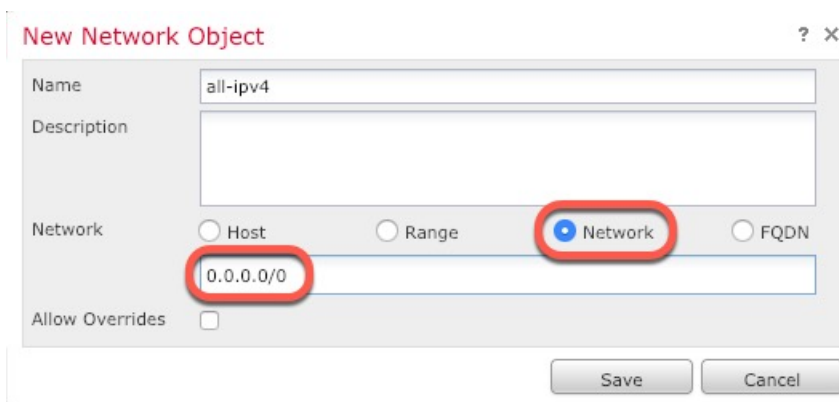 New Network Object ? ×
Name all-ipv4
Description
Network Host Range Network FQDN
0.0.0.0/0
Allow Overrides
Save Cancel